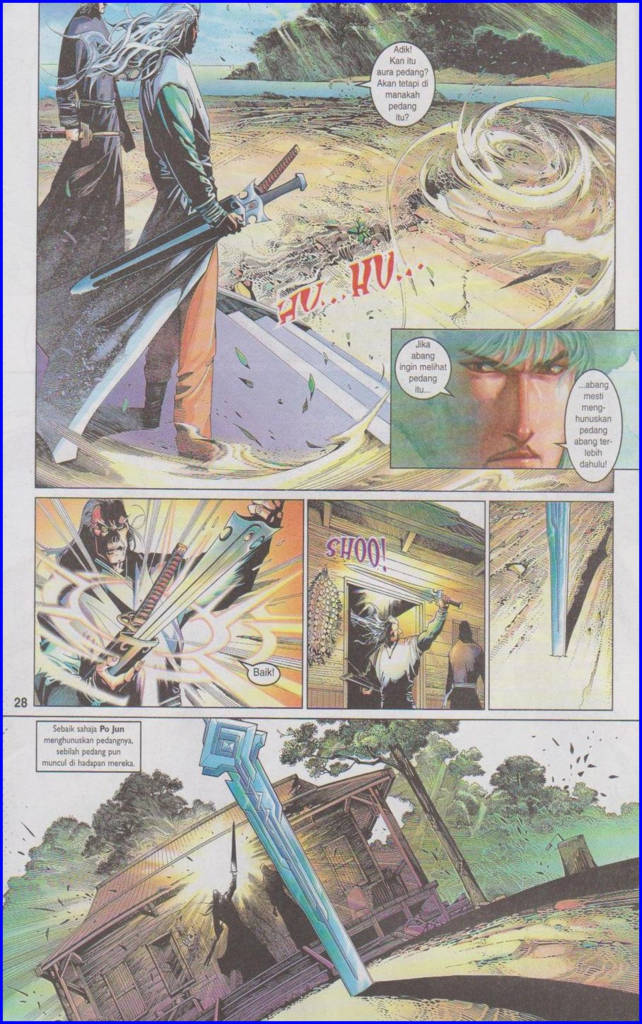 Adik!
Kan itu
aura pedang?
Akan tetapi di
manakah
pedang
itu?
HU...HU...
Jika
abang
ingin melihat
pedang
itu...
...abang
mesti
meng-
hunuskan
pedang
abang ter-
lebih
dahulu!
Baik!
SHOO!
28
Sebaik sahaja Po Jun
menghunuskan pedangnya,
sebilah pedang pun
muncul di hadapan mereka.